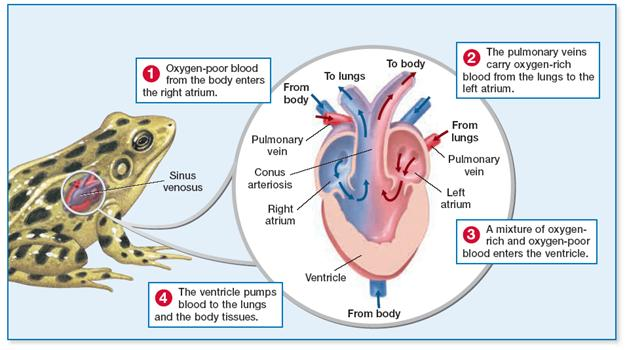 1 Oxygen-poor blood
from the body enters
the right atrium.
2 The pulmonary veins
carry oxygen-rich
blood from the lungs to the
left atrium.
To lungs
To body
From
body
Pulmonary
vein
From
lungs
Pulmonary
vein
Sinus
venosus
Conus
arteriosis
Left
atrium
Right
atrium
3 A mixture of oxygen-
rich and oxygen-poor
blood enters the ventricle.
Ventricle
4 The ventricle pumps
blood to the lungs
and the body tissues.
From body